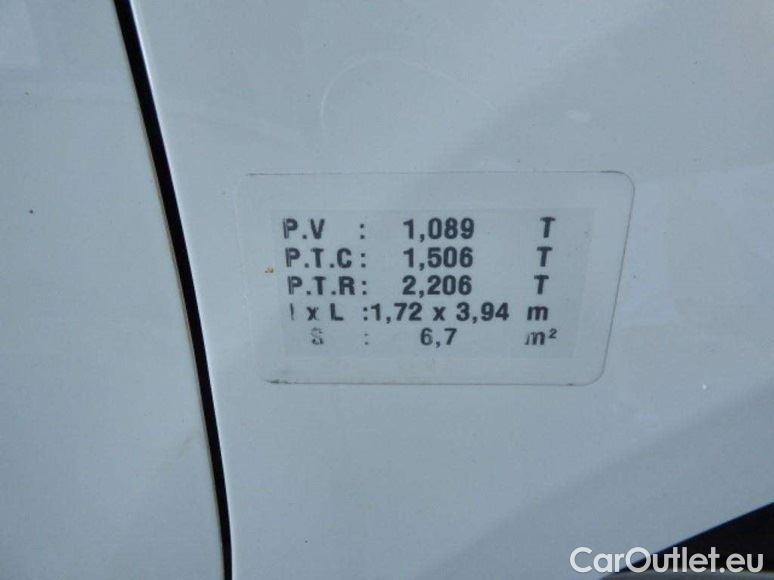 P.V : 1,089 T
P.T.C : 1,506 T
P.T.R : 2,206 T
l x L : 1,72 x 3,94 m
S : 6,7 m²
CarOutlet.eu